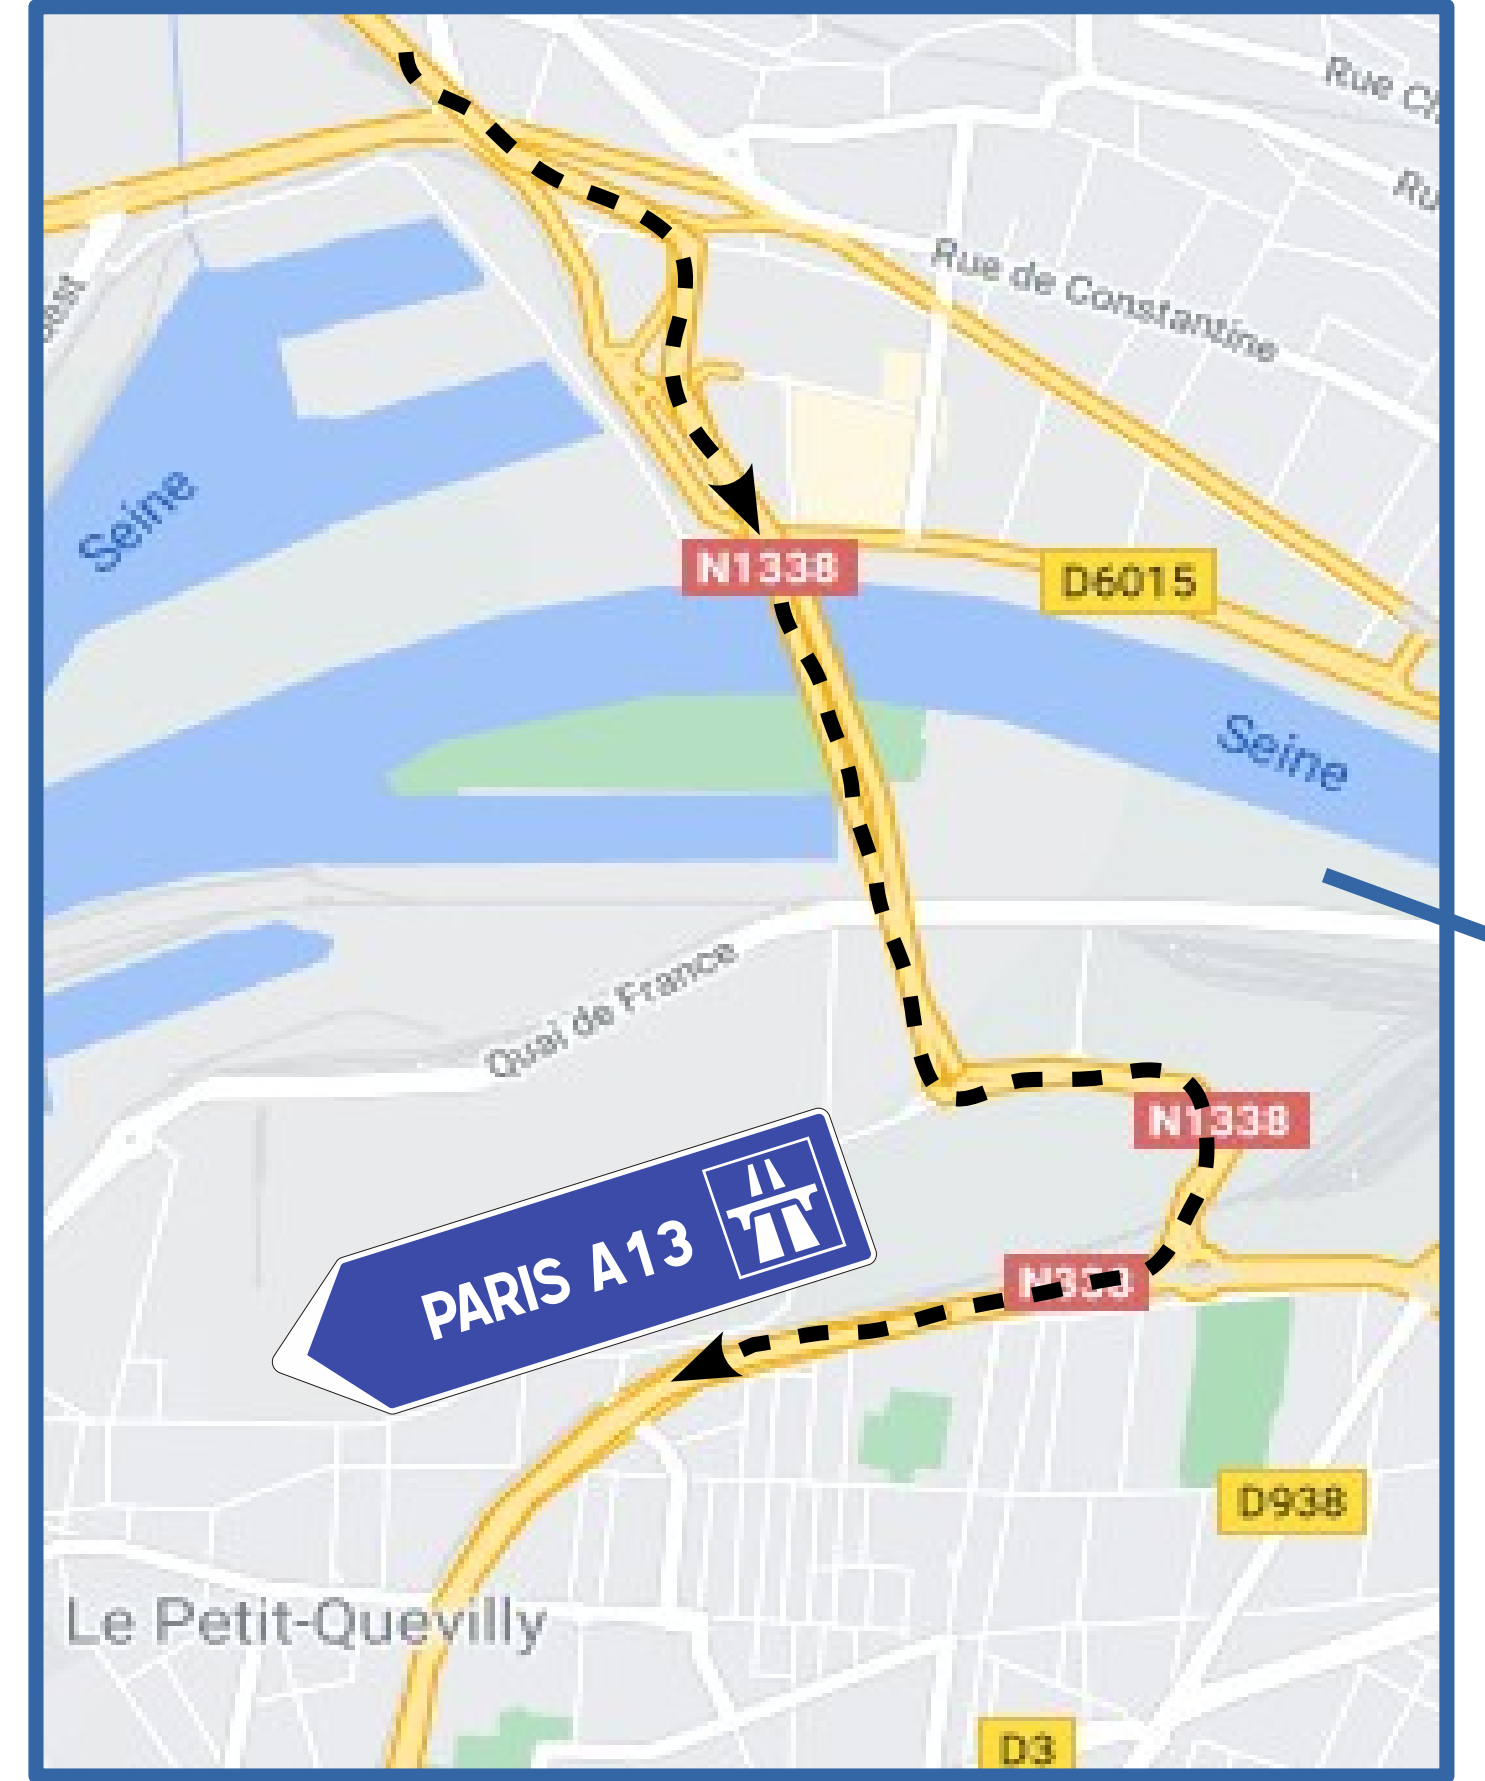 Rue Ch
Ru
Rue de Constantine
Seine
N1338
D6015
Seine
Quai de France
N1338
PARIS A13
N338
D938
Le Petit-Quevilly
D3